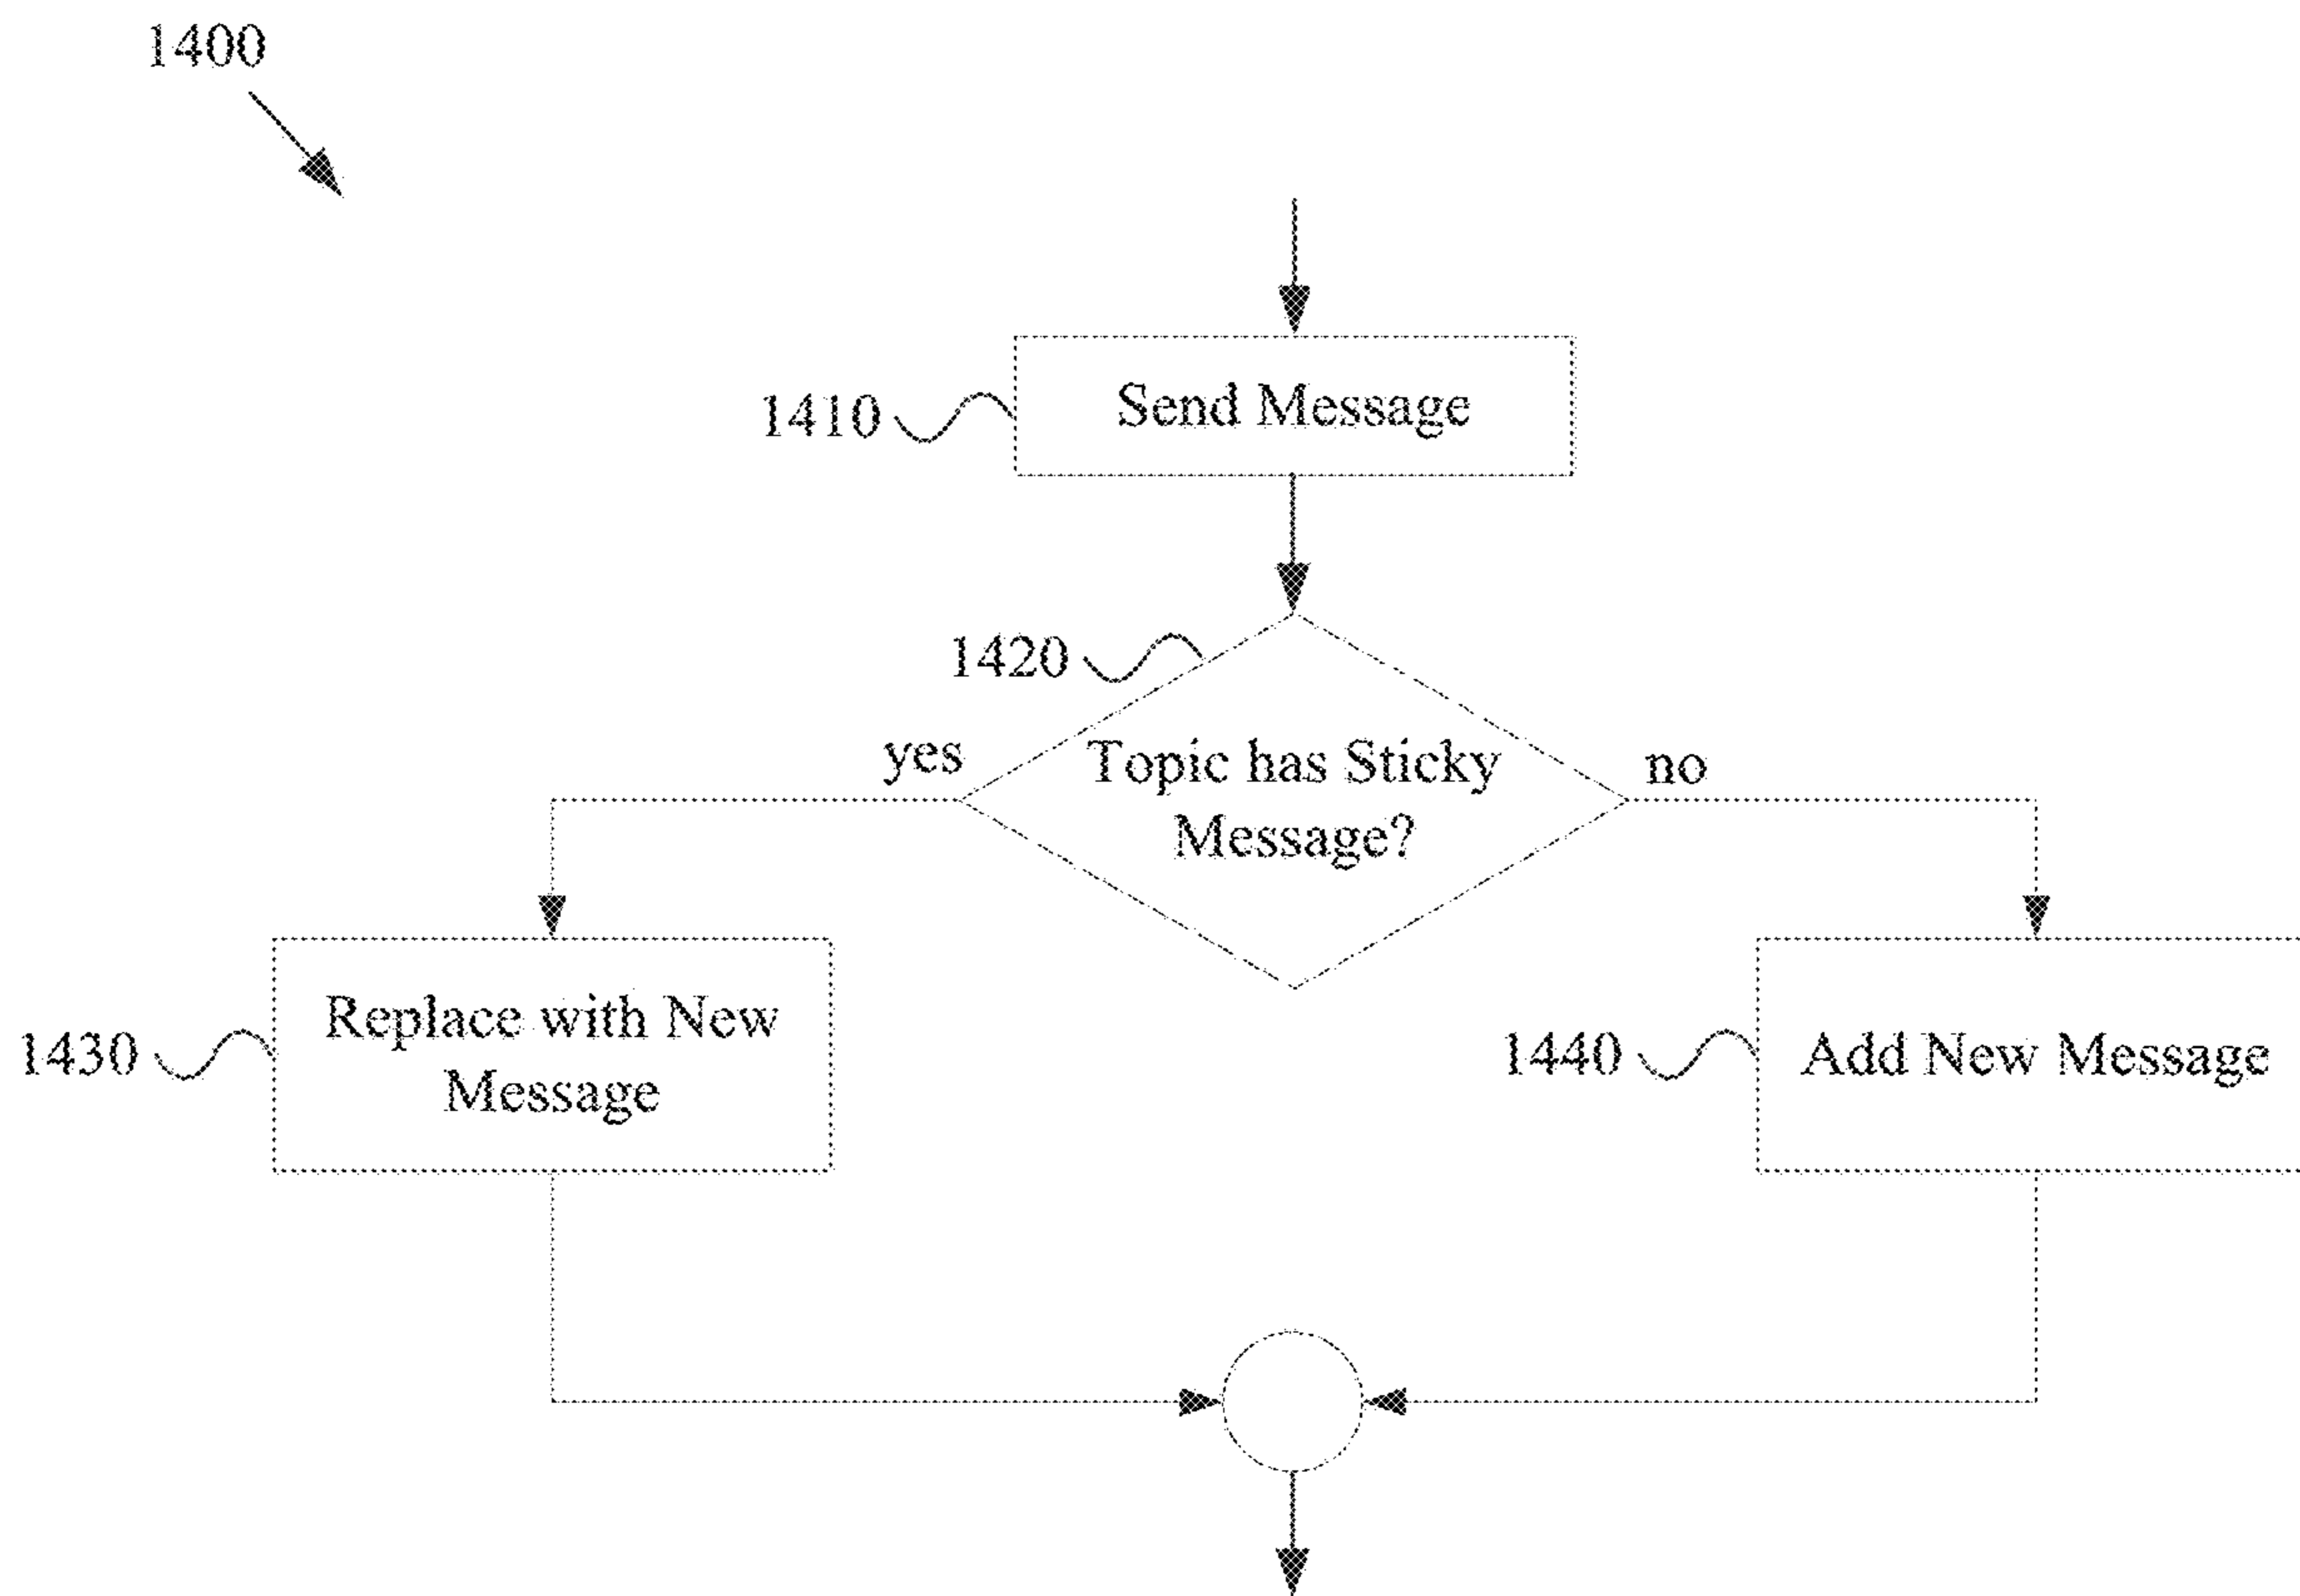 1400
1410
Send Message
1420
yes
Topic has Sticky
Message?
no
1430
Replace with New
Message
1440
Add New Message